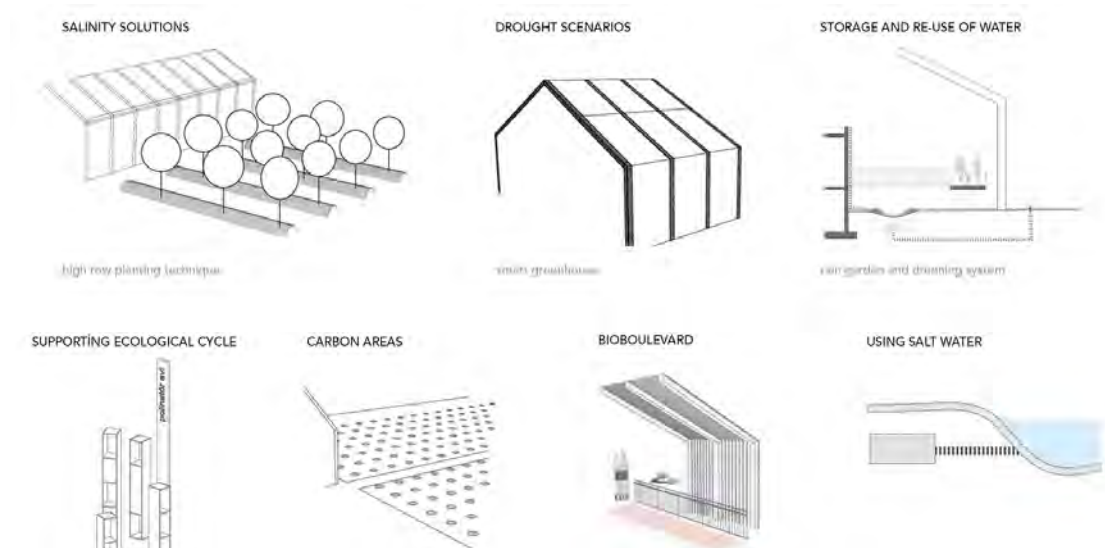 SALINITY SOLUTIONS
DROUGHT SCENARIOS
STORAGE AND RE-USE OF WATER
high row planting technique
smart greenhouse
rain garden and draining system
SUPPORTİNG ECOLOGICAL CYCLE
CARBON AREAS
BIOBOULEVARD
USING SALT WATER
polinatör evi